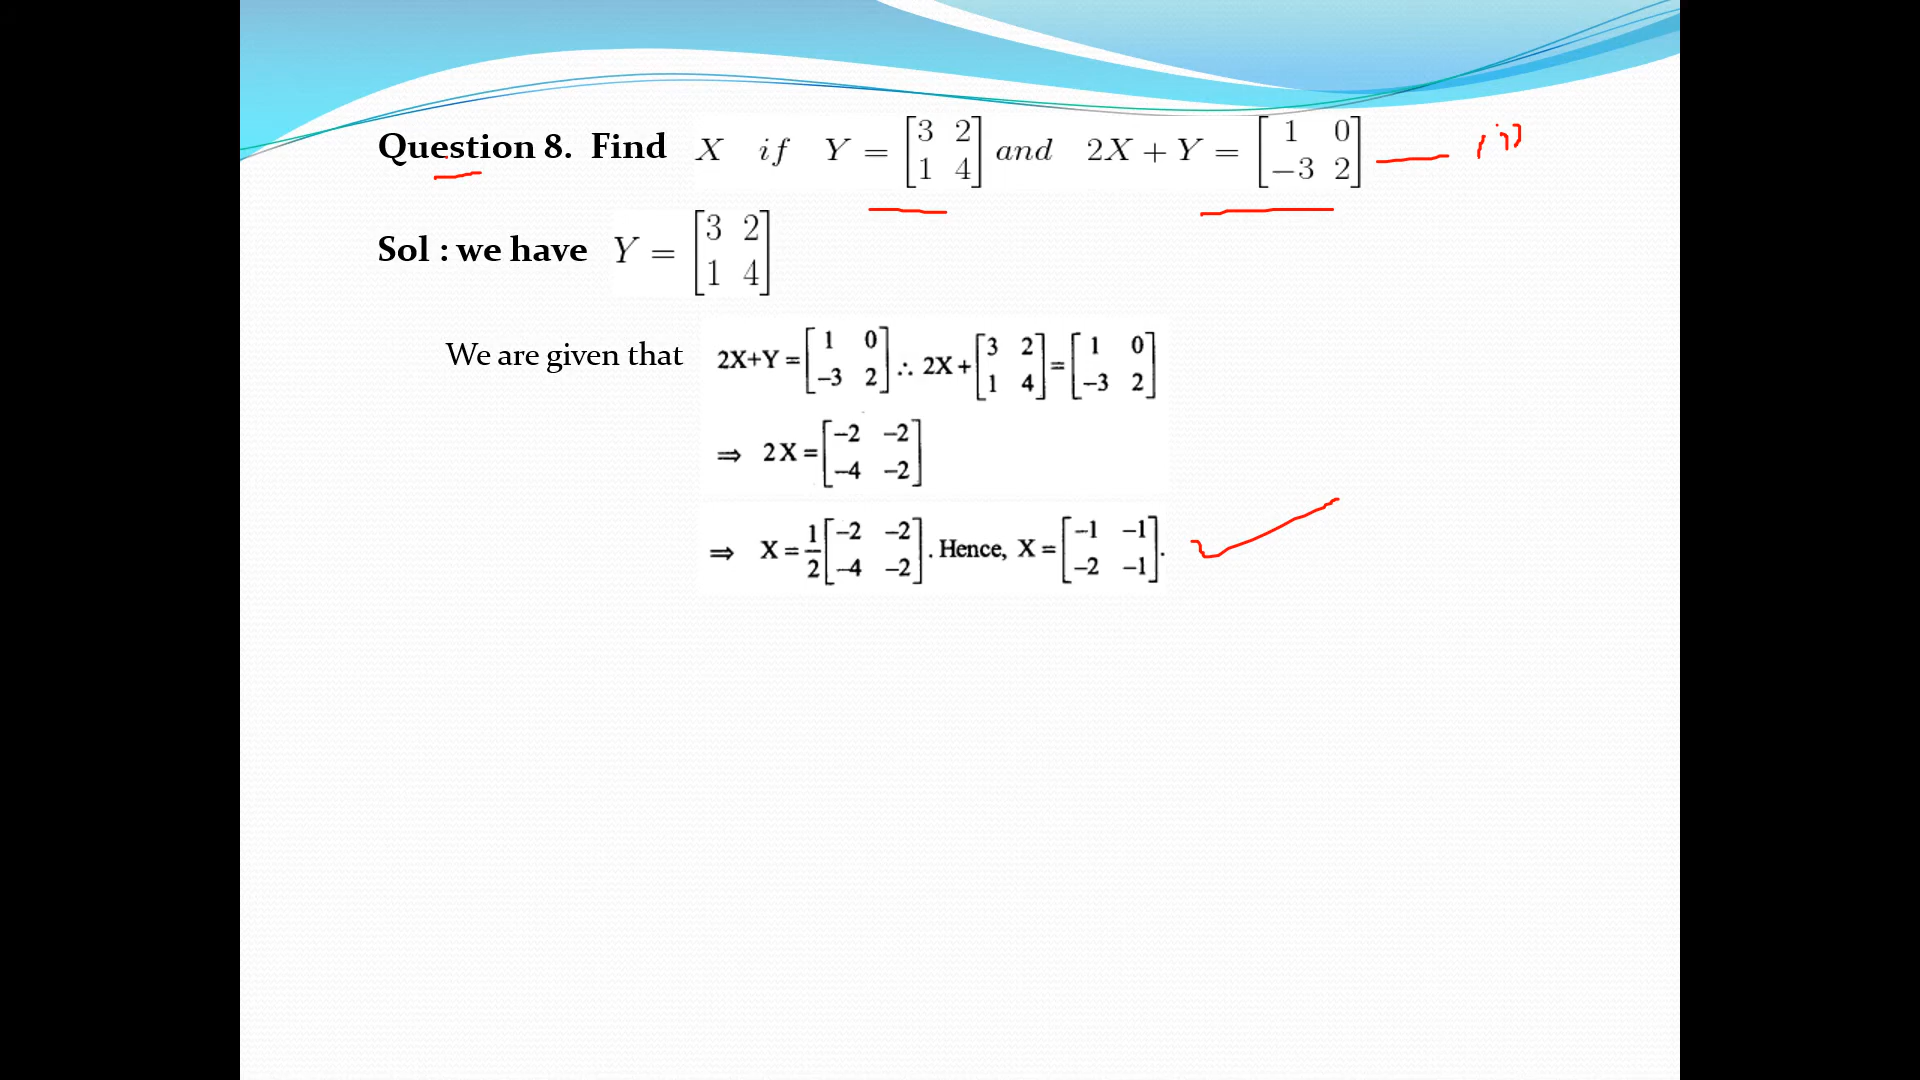 Question 8. Find X if Y = [3 2; 1 4] and 2X + Y = [1 0; −3 2] — (i)
Sol : we have Y = [3 2; 1 4]
We are given that 2X+Y = [1 0; −3 2] ∴ 2X + [3 2; 1 4] = [1 0; −3 2]
⇒ 2X = [−2 −2; −4 −2]
⇒ X = 1/2 [−2 −2; −4 −2]. Hence, X = [−1 −1; −2 −1].